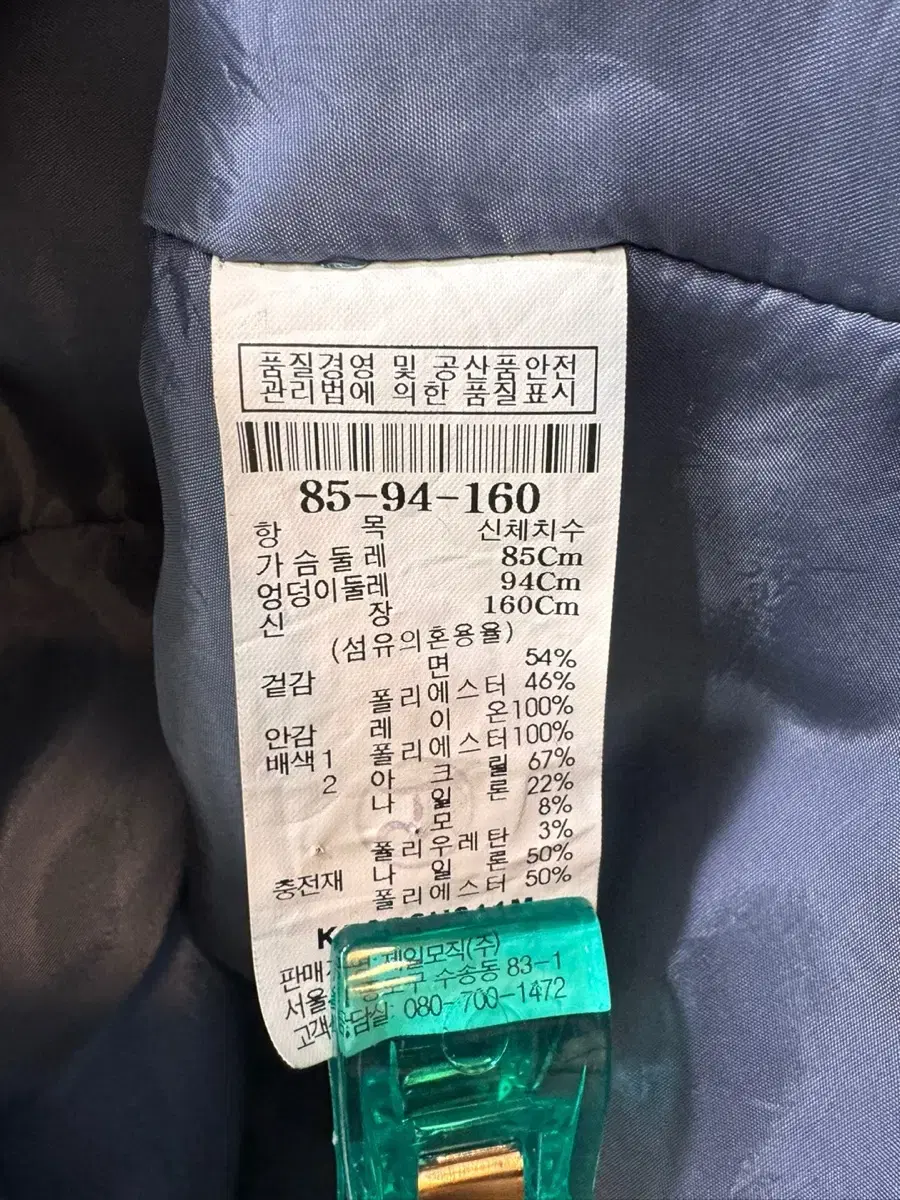 품질경영 및 공산품안전
관리법에 의한 품질표시
85-94-160
항 목 신체치수
가슴둘레 85Cm
엉덩이둘레 94Cm
신 장 160Cm
(섬유의혼용율)
겉감 면 54%
폴리에스터 46%
안감 레이온 100%
배색1 폴리에스터 100%
2 아크릴 67%
나일론 22%
모 8%
폴리우레탄 3%
충전재 나일론 50%
폴리에스터 50%
제일모직(주)
수송동 83-1
080-700-1472